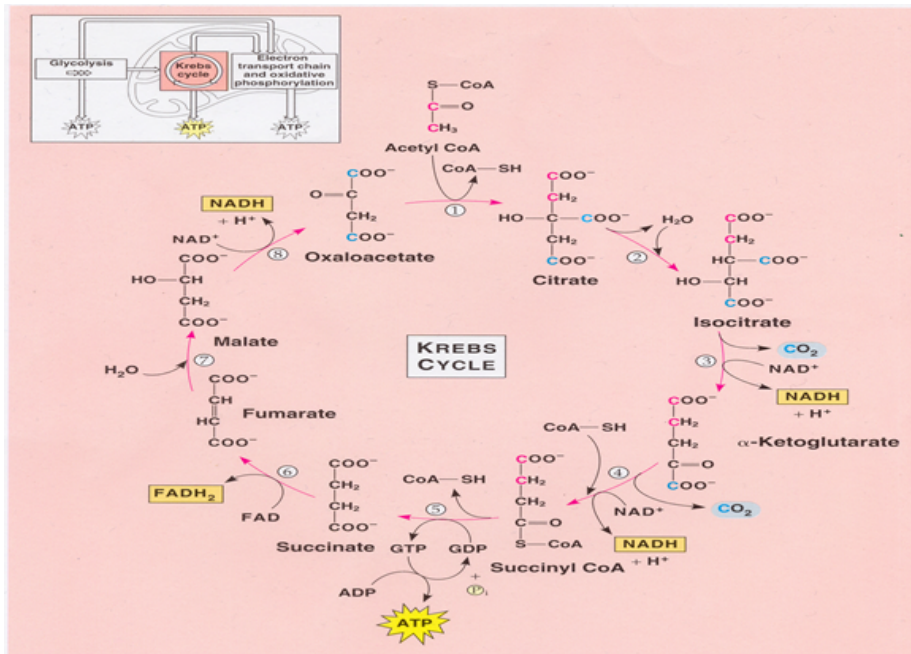 Glycolysis
Krebs
cycle
Electron
transport chain
and oxidative
phosphorylation
ATP
ATP
ATP
S—CoA
C=O
CH₃
Acetyl CoA
CoA—SH
①
COO⁻
O=C
CH₂
COO⁻
Oxaloacetate
COO⁻
CH₂
HO—C—COO⁻
CH₂
COO⁻
Citrate
H₂O
②
COO⁻
CH₂
HC—COO⁻
HO—CH
COO⁻
Isocitrate
③
CO₂
NAD⁺
NADH
+ H⁺
COO⁻
CH₂
CH₂
C=O
COO⁻
α-Ketoglutarate
CoA—SH
④
CO₂
NAD⁺
NADH
+ H⁺
COO⁻
CH₂
CH₂
C=O
S—CoA
Succinyl CoA
CoA—SH
⑤
GTP
GDP
+
Pi
ADP
ATP
COO⁻
CH₂
CH₂
COO⁻
Succinate
⑥
FAD
FADH₂
COO⁻
CH
HC
COO⁻
Fumarate
H₂O
⑦
COO⁻
HO—CH
CH₂
COO⁻
Malate
NAD⁺
⑧
NADH
+ H⁺
KREBS
CYCLE